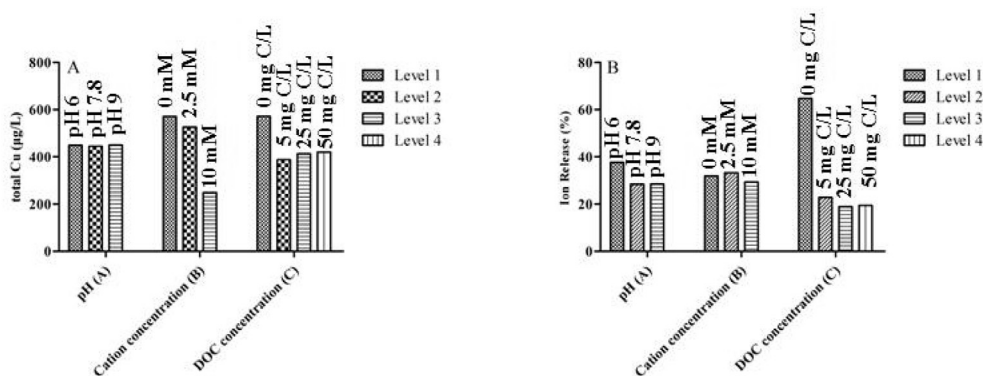 A
total Cu (µg/L)
800
600
400
200
0
pH 6
pH 7.8
pH 9
0 mM
2.5 mM
10 mM
0 mg C/L
5 mg C/L
25 mg C/L
50 mg C/L
pH (A)
Cation concentration (B)
DOC concentration (C)
Level 1
Level 2
Level 3
Level 4
B
Ion Release (%)
80
60
40
20
0
pH 6
pH 7.8
pH 9
0 mM
2.5 mM
10 mM
0 mg C/L
5 mg C/L
25 mg C/L
50 mg C/L
pH (A)
Cation concentration (B)
DOC concentration (C)
Level 1
Level 2
Level 3
Level 4